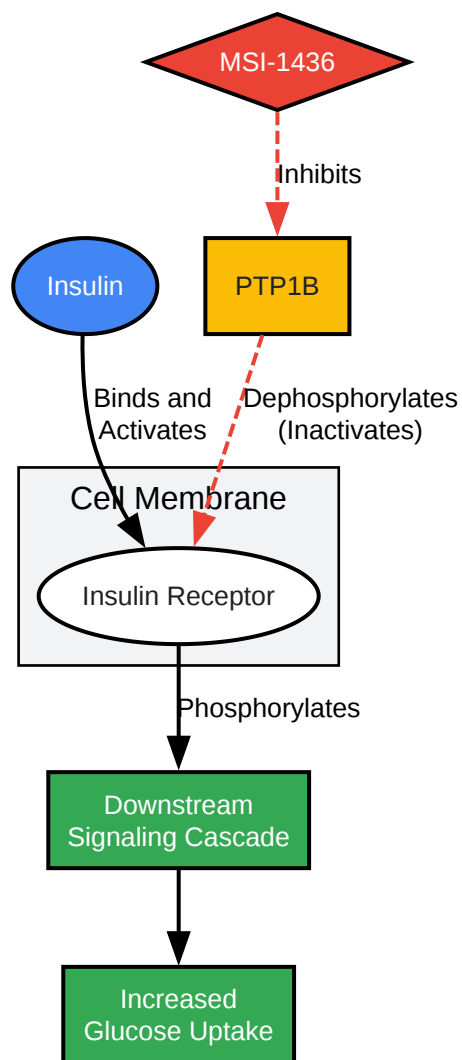 MSI-1436
Inhibits
Insulin
PTP1B
Binds and
Activates
Dephosphorylates
(Inactivates)
Cell Membrane
Insulin Receptor
Phosphorylates
Downstream
Signaling Cascade
Increased
Glucose Uptake